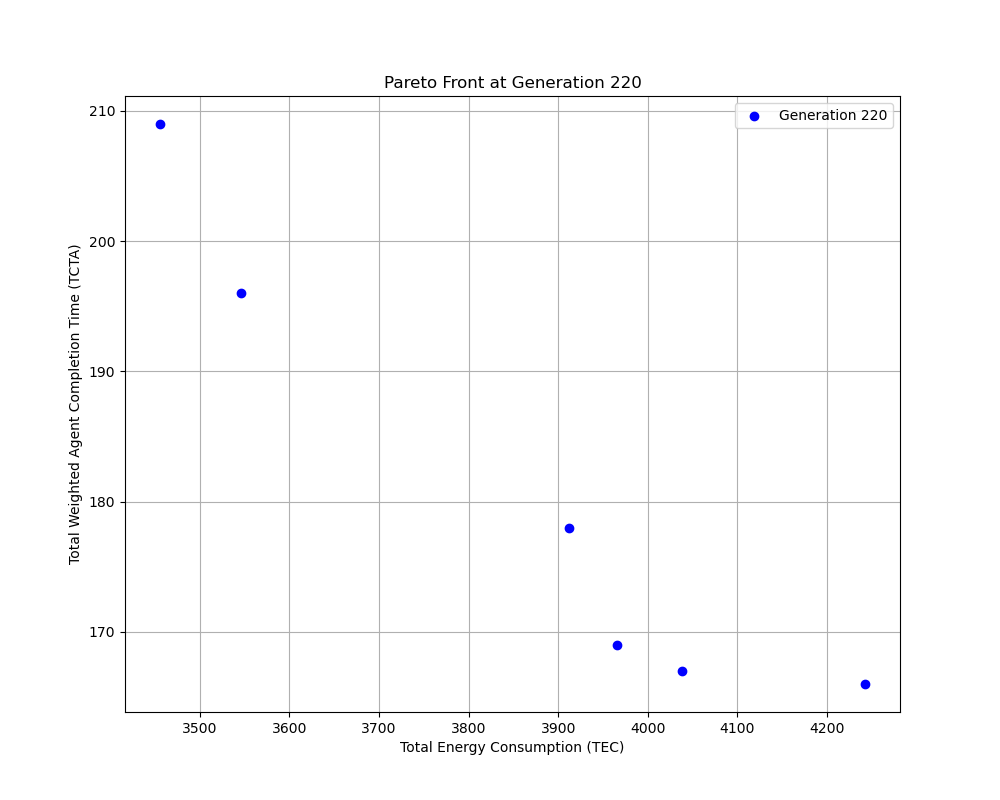 Pareto Front at Generation 220
Generation 220
Total Weighted Agent Completion Time (TCTA)
210
200
190
180
170
3500 3600 3700 3800 3900 4000 4100 4200
Total Energy Consumption (TEC)